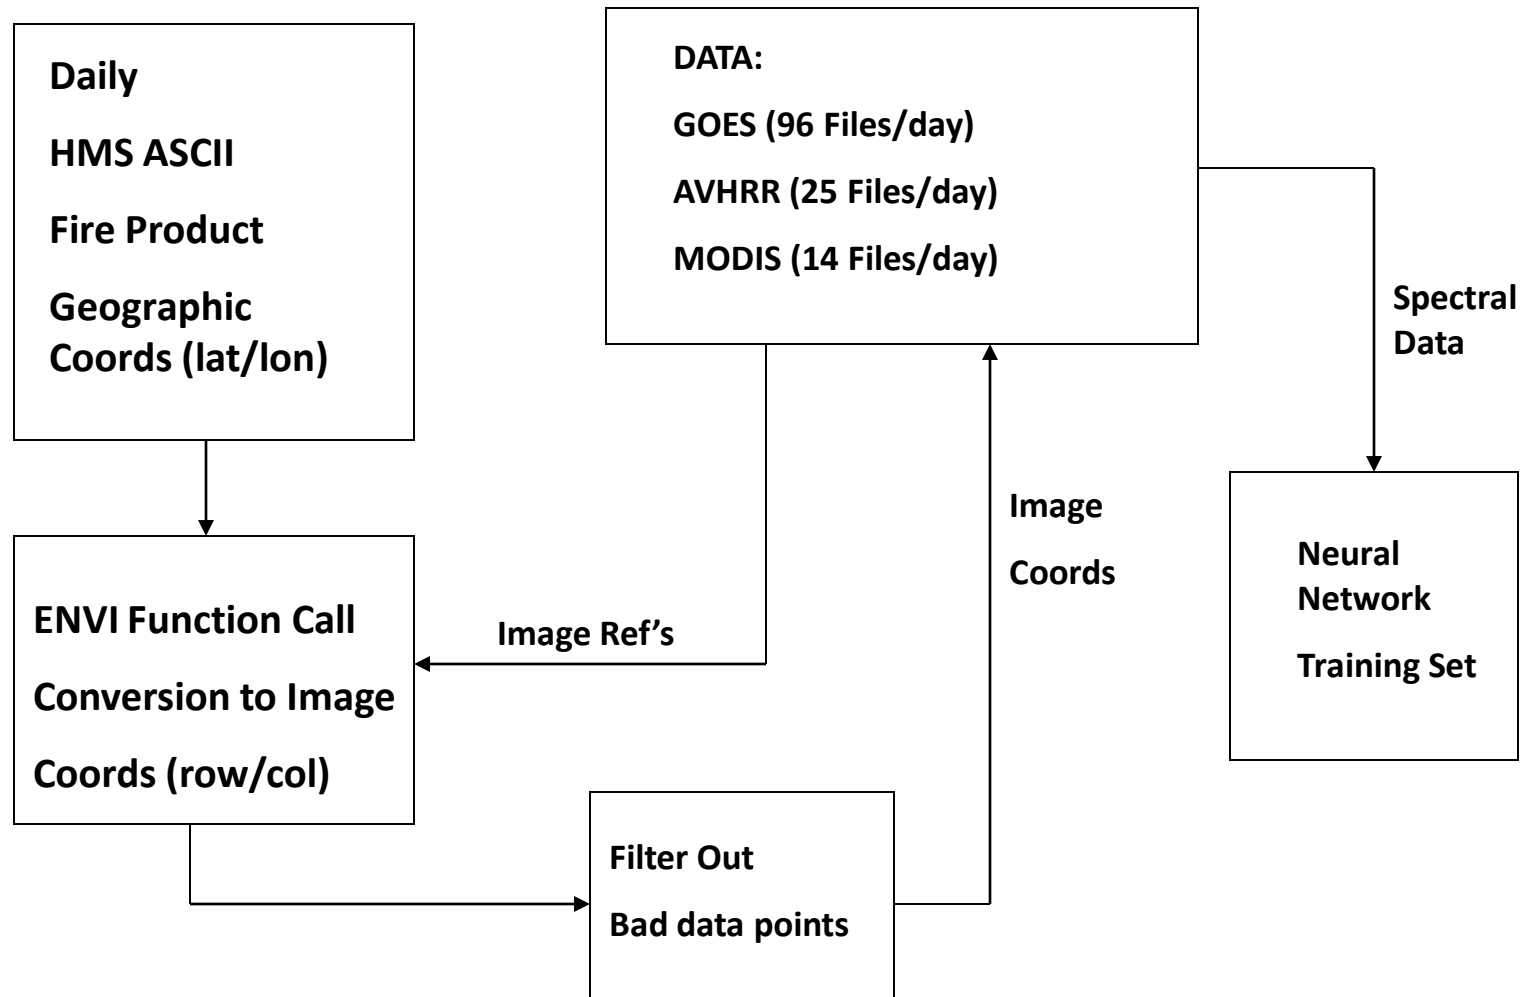 Daily
HMS ASCII
Fire Product
Geographic
Coords (lat/lon)
DATA:
GOES (96 Files/day)
AVHRR (25 Files/day)
MODIS (14 Files/day)
Spectral
Data
Image
Coords
Neural
Network
Training Set
ENVI Function Call
Conversion to Image
Coords (row/col)
Image Ref’s
Filter Out
Bad data points